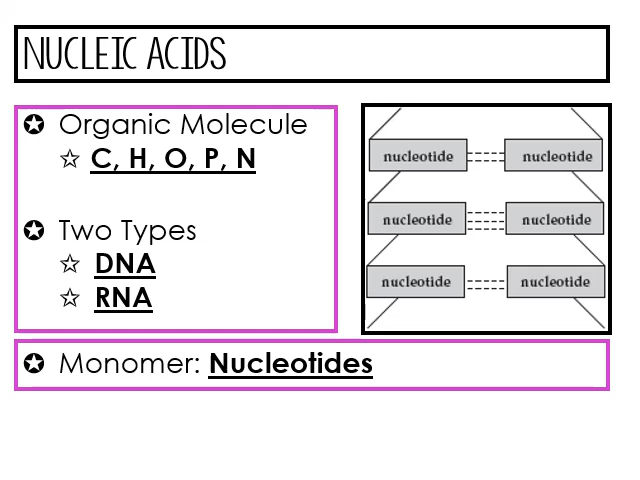 NUCLEIC ACIDS
✪ Organic Molecule
☆ C, H, O, P, N
✪ Two Types
☆ DNA
☆ RNA
nucleotide nucleotide
nucleotide nucleotide
nucleotide nucleotide
✪ Monomer: Nucleotides